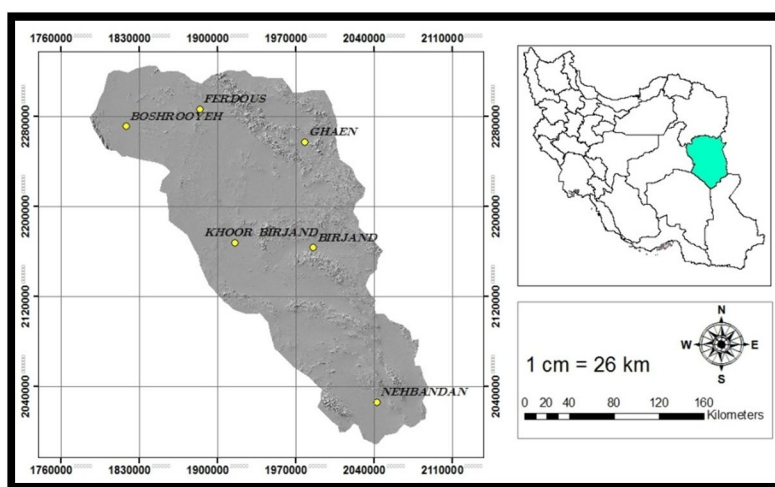 1760000 1830000 1900000 1970000 2040000 2110000
FERDOUS
BOSHROOYEH
GHAEN
KHOOR BIRJAND
BIRJAND
NEHBANDAN
2280000
2200000
2120000
2040000
2280000
2200000
2120000
2040000
1760000 1830000 1900000 1970000 2040000 2110000
N
W E
S
1 cm = 26 km
0 20 40 80 120 160
Kilometers